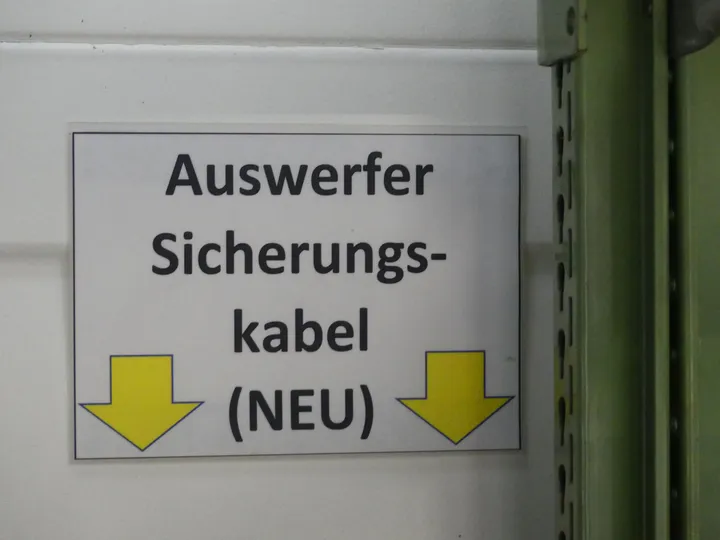 Auswerfer
Sicherungs-
kabel
(NEU)